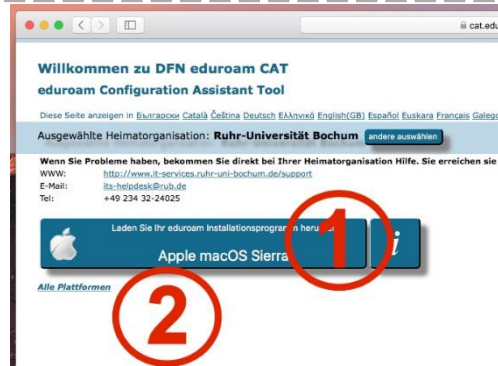 cat.edu
Willkommen zu DFN eduroam CAT
eduroam Configuration Assistant Tool
Diese Seite anzeigen in Български Català Čeština Deutsch Ελληνικά English(GB) Español Euskara Français Galego
Ausgewählte Heimatorganisation: Ruhr-Universität Bochum andere auswählen
Wenn Sie Probleme haben, bekommen Sie direkt bei Ihrer Heimatorganisation Hilfe. Sie erreichen sie
WWW: http://www.it-services.ruhr-uni-bochum.de/support
E-Mail: its-helpdesk@rub.de
Tel: +49 234 32-24025
Laden Sie Ihr eduroam Installationsprogramm
Apple macOS Sierra
i
1
Alle Plattformen
2